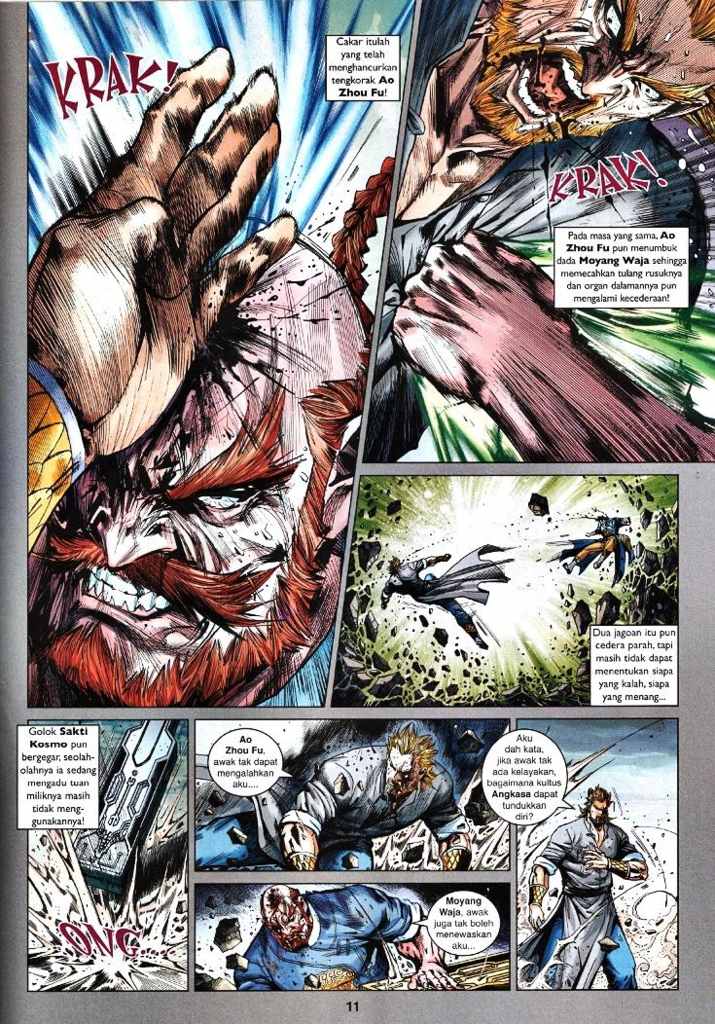 KRAK!
Cakar itulah
yang telah
menghancurkan
tengkorak Ao
Zhou Fu!
KRAK!
Pada masa yang sama, Ao
Zhou Fu pun menumbuk
dada Moyang Waja sehingga
memecahkan tulang rusuknya
dan organ dalamannya pun
mengalami kecederaan!
Dua jagoan itu pun
cedera parah, tapi
masih tidak dapat
menentukan siapa
yang kalah, siapa
yang menang...
Golok Sakti
Kosmo pun
bergegar, seolah-
olahnya ia sedang
mengadu tuan
miliknya masih
tidak meng-
gunakannya!
ONG....
Ao
Zhou Fu,
awak tak dapat
mengalahkan
aku....
Moyang
Waja, awak
juga tak boleh
menewaskan
aku...
Aku
dah kata,
jika awak tak
ada kelayakan,
bagaimana kultus
Angkasa dapat
tundukkan
diri?
11